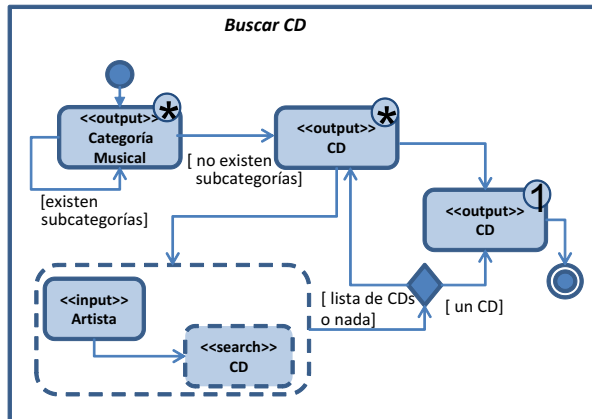 Buscar CD
*
<<output>>
Categoría
Musical
[existen
subcategorías]
[ no existen
subcategorías]
*
<<output>>
CD
1
<<output>>
CD
<<input>>
Artista
<<search>>
CD
[ lista de CDs
o nada]
[ un CD]